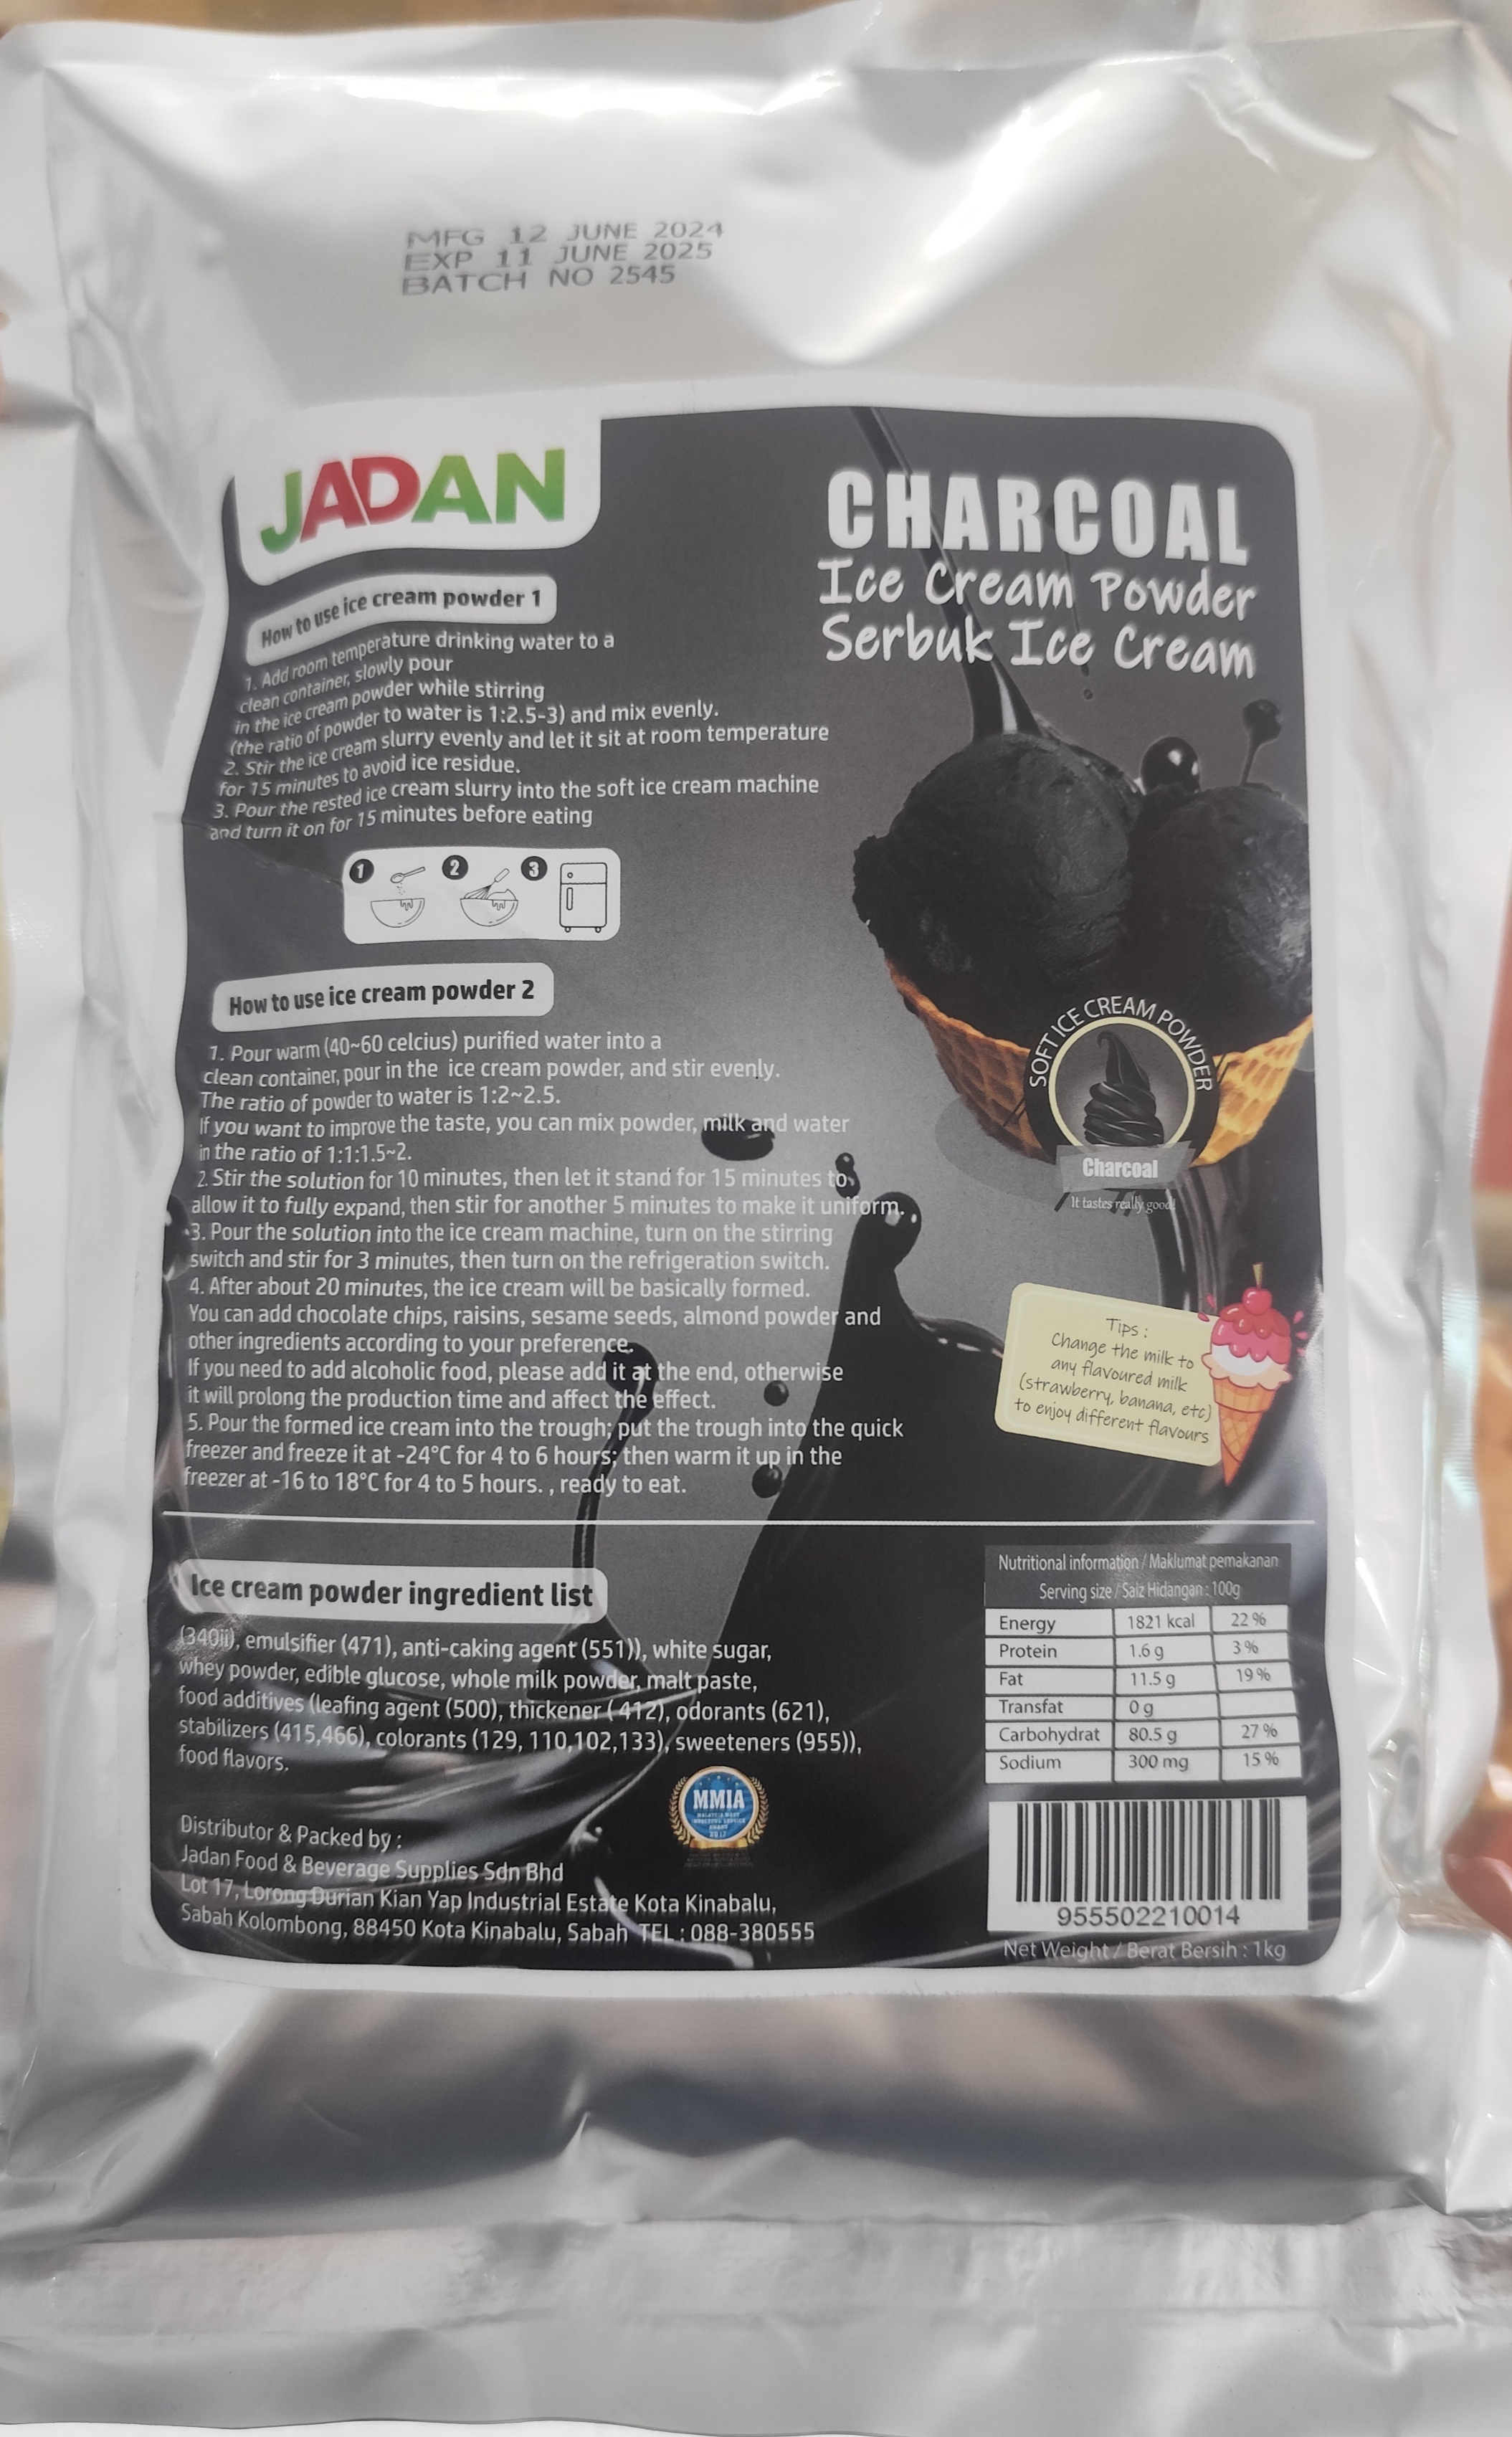 MFG 12 JUNE 2024
EXP 11 JUNE 2025
BATCH NO 2545
JADAN
CHARCOAL
Ice Cream Powder
Serbuk Ice Cream
How to use ice cream powder 1
1. Add room temperature drinking water to a
clean container, slowly pour
in the ice cream powder while stirring
(the ratio of powder to water is 1:2.5-3) and mix evenly.
2. Stir the ice cream slurry evenly and let it sit at room temperature
for 15 minutes to avoid ice residue.
3. Pour the rested ice cream slurry into the soft ice cream machine
and turn it on for 15 minutes before eating
1 2 3
How to use ice cream powder 2
1. Pour warm (40~60 celcius) purified water into a
clean container, pour in the ice cream powder, and stir evenly.
The ratio of powder to water is 1:2~2.5.
If you want to improve the taste, you can mix powder, milk and water
in the ratio of 1:1:1.5~2.
2. Stir the solution for 10 minutes, then let it stand for 15 minutes to
allow it to fully expand, then stir for another 5 minutes to make it uniform.
3. Pour the solution into the ice cream machine, turn on the stirring
switch and stir for 3 minutes, then turn on the refrigeration switch.
4. After about 20 minutes, the ice cream will be basically formed.
You can add chocolate chips, raisins, sesame seeds, almond powder and
other ingredients according to your preference.
If you need to add alcoholic food, please add it at the end, otherwise
it will prolong the production time and affect the effect.
5. Pour the formed ice cream into the trough; put the trough into the quick
freezer and freeze it at -24°C for 4 to 6 hours; then warm it up in the
freezer at -16 to 18°C for 4 to 5 hours. , ready to eat.
SOFT ICE CREAM POWDER
Charcoal
It tastes really good!
Tips :
Change the milk to
any flavoured milk
(strawberry, banana, etc)
to enjoy different flavours
Ice cream powder ingredient list
(340ii), emulsifier (471), anti-caking agent (551)), white sugar,
whey powder, edible glucose, whole milk powder, malt paste,
food additives (leafing agent (500), thickener (412), odorants (621),
stabilizers (415,466), colorants (129, 110,102,133), sweeteners (955)),
food flavors.
MMIA
2017
Distributor & Packed by :
Jadan Food & Beverage Supplies Sdn Bhd
Lot 17, Lorong Durian Kian Yap Industrial Estate Kota Kinabalu,
Sabah Kolombong, 88450 Kota Kinabalu, Sabah TEL : 088-380555
Nutritional information / Maklumat pemakanan
Serving size / Saiz Hidangan : 100g
Energy 1821 kcal 22 %
Protein 1.6 g 3 %
Fat 11.5 g 19 %
Transfat 0 g
Carbohydrat 80.5 g 27 %
Sodium 300 mg 15 %
955502210014
Net Weight / Berat Bersih : 1kg